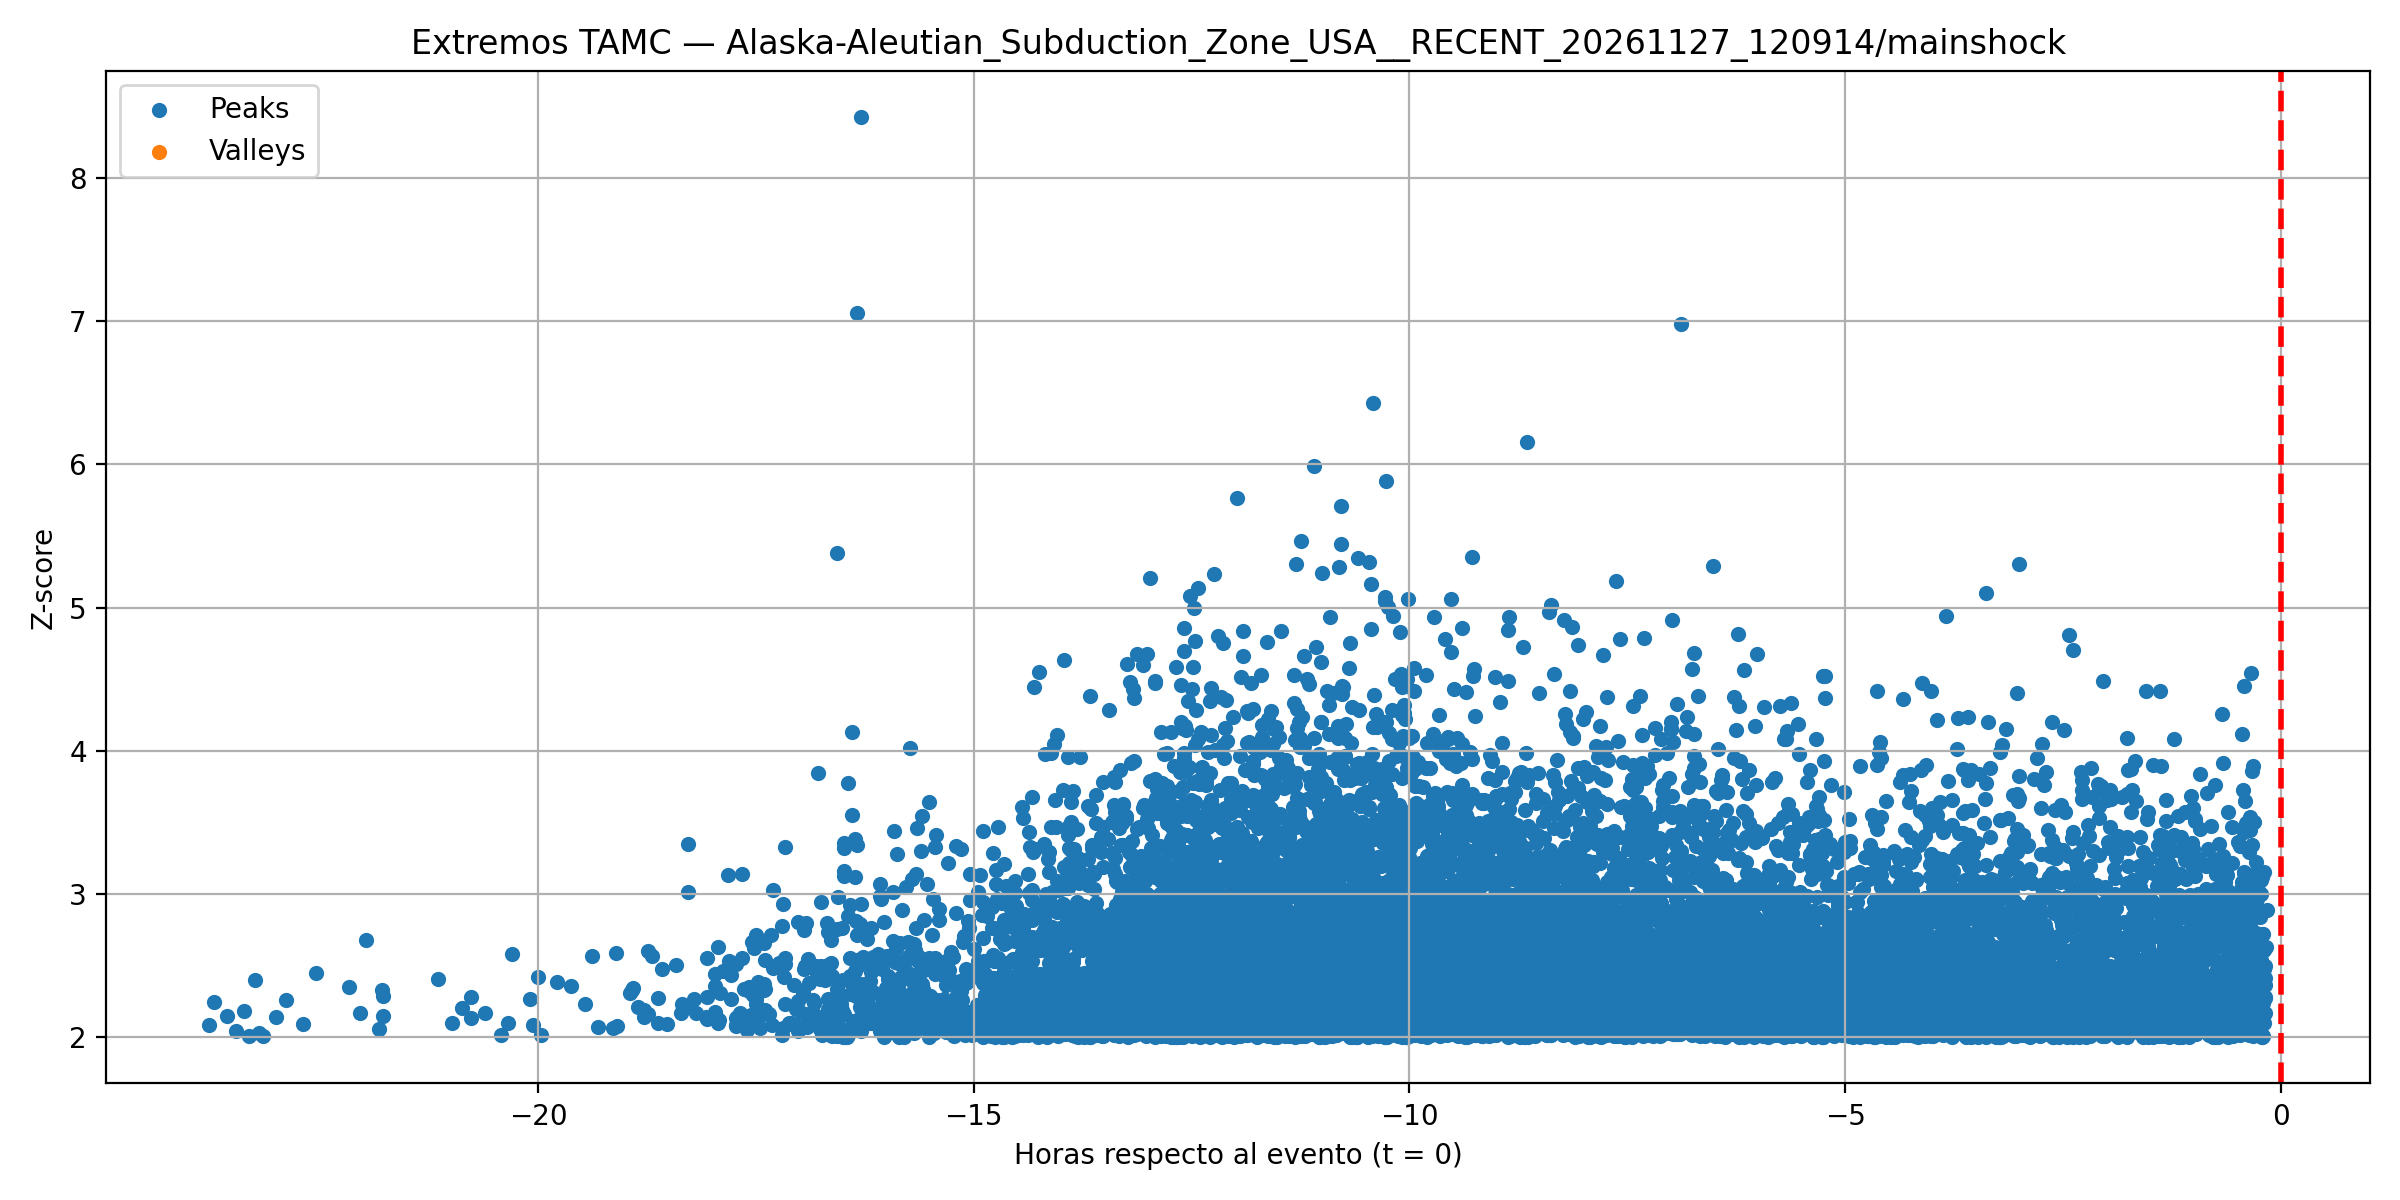 Extremos TAMC — Alaska-Aleutian_Subduction_Zone_USA__RECENT_20261127_120914/mainshock
Peaks
Valleys
8
7
6
5
4
3
2
Z-score
−20
−15
−10
−5
0
Horas respecto al evento (t = 0)